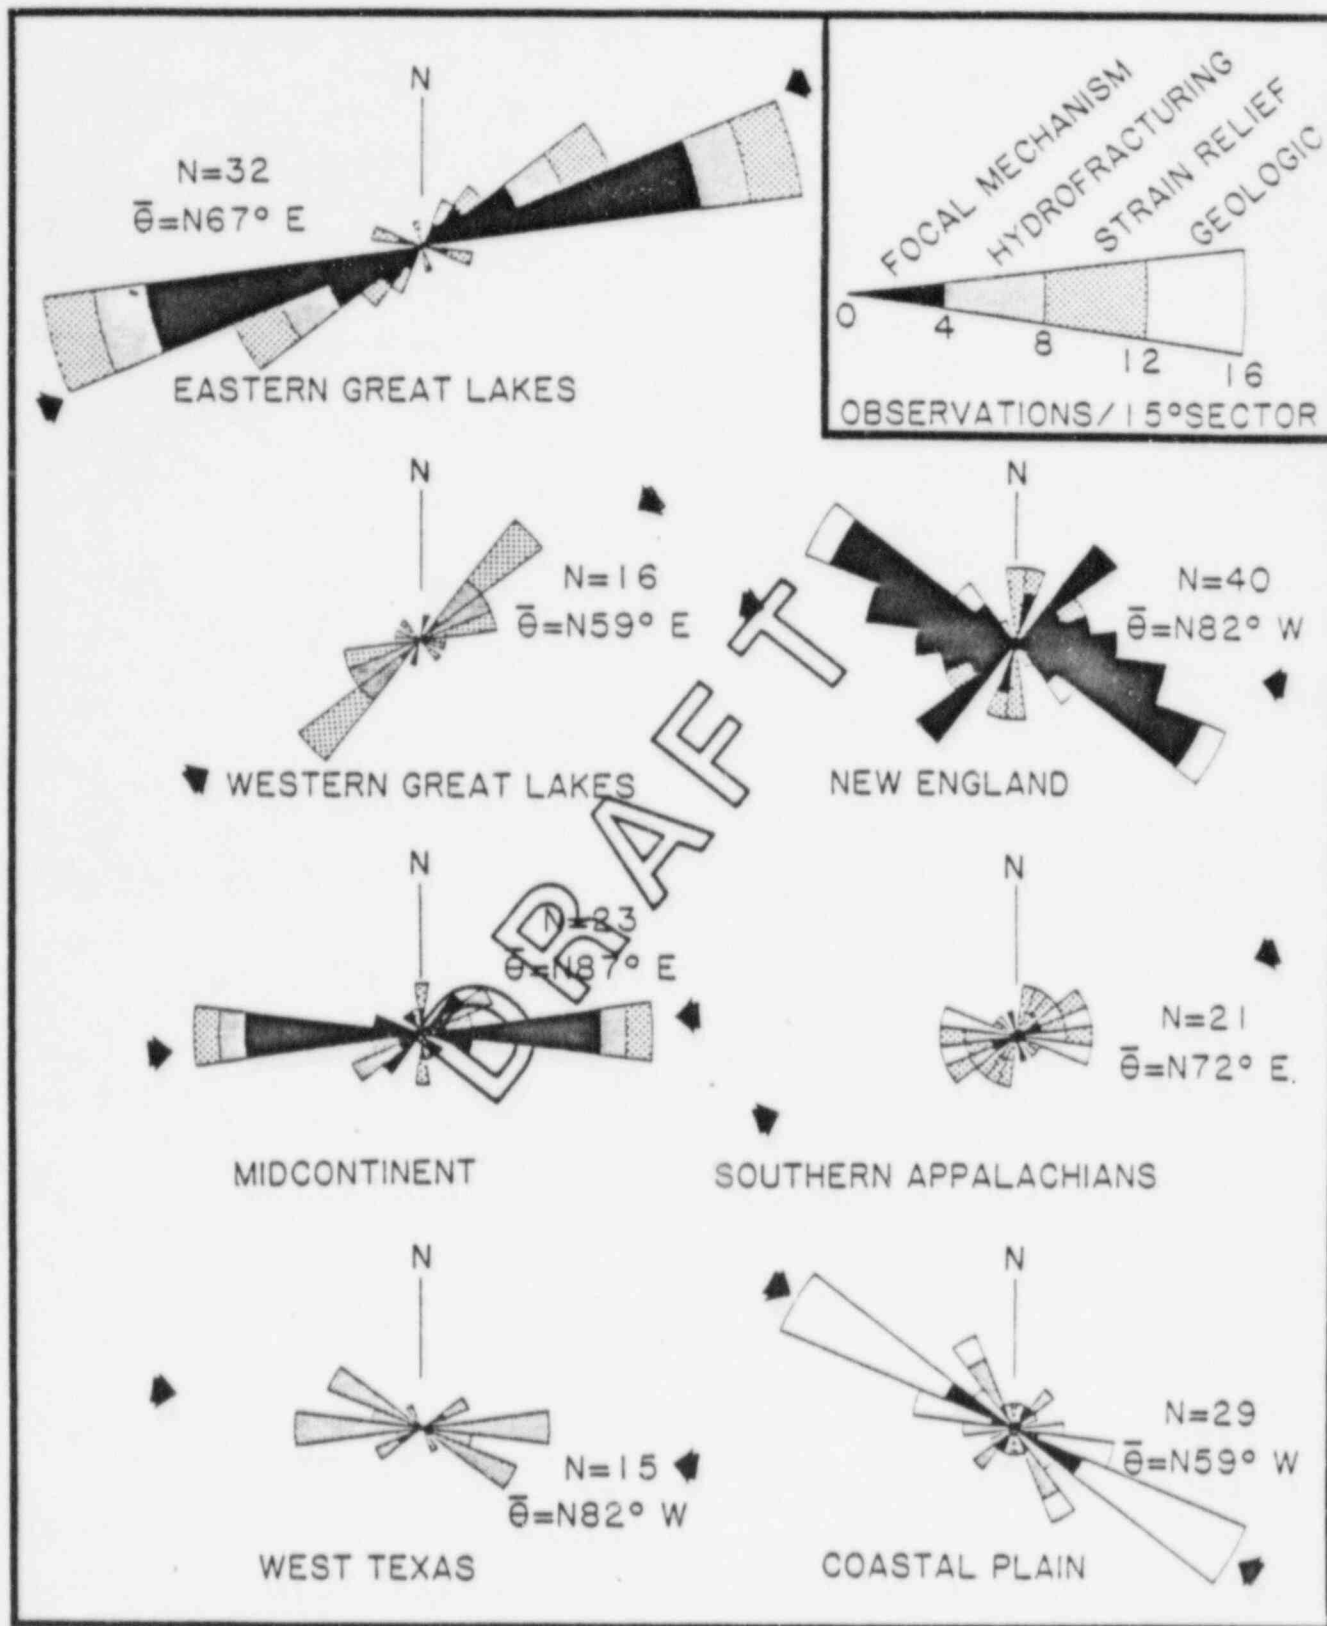 N
N=32
θ̄=N67° E
EASTERN GREAT LAKES
FOCAL MECHANISM
HYDROFRACTURING
STRAIN RELIEF
GEOLOGIC
0 4 8 12 16
OBSERVATIONS/15°SECTOR
N
N=16
θ̄=N59° E
WESTERN GREAT LAKES
N
N=40
θ̄=N82° W
NEW ENGLAND
DRAFT
N
N=23
θ̄=N87° E
MIDCONTINENT
N
N=21
θ̄=N72° E.
SOUTHERN APPALACHIANS
N
N=15
θ̄=N82° W
WEST TEXAS
N
N=29
θ̄=N59° W
COASTAL PLAIN